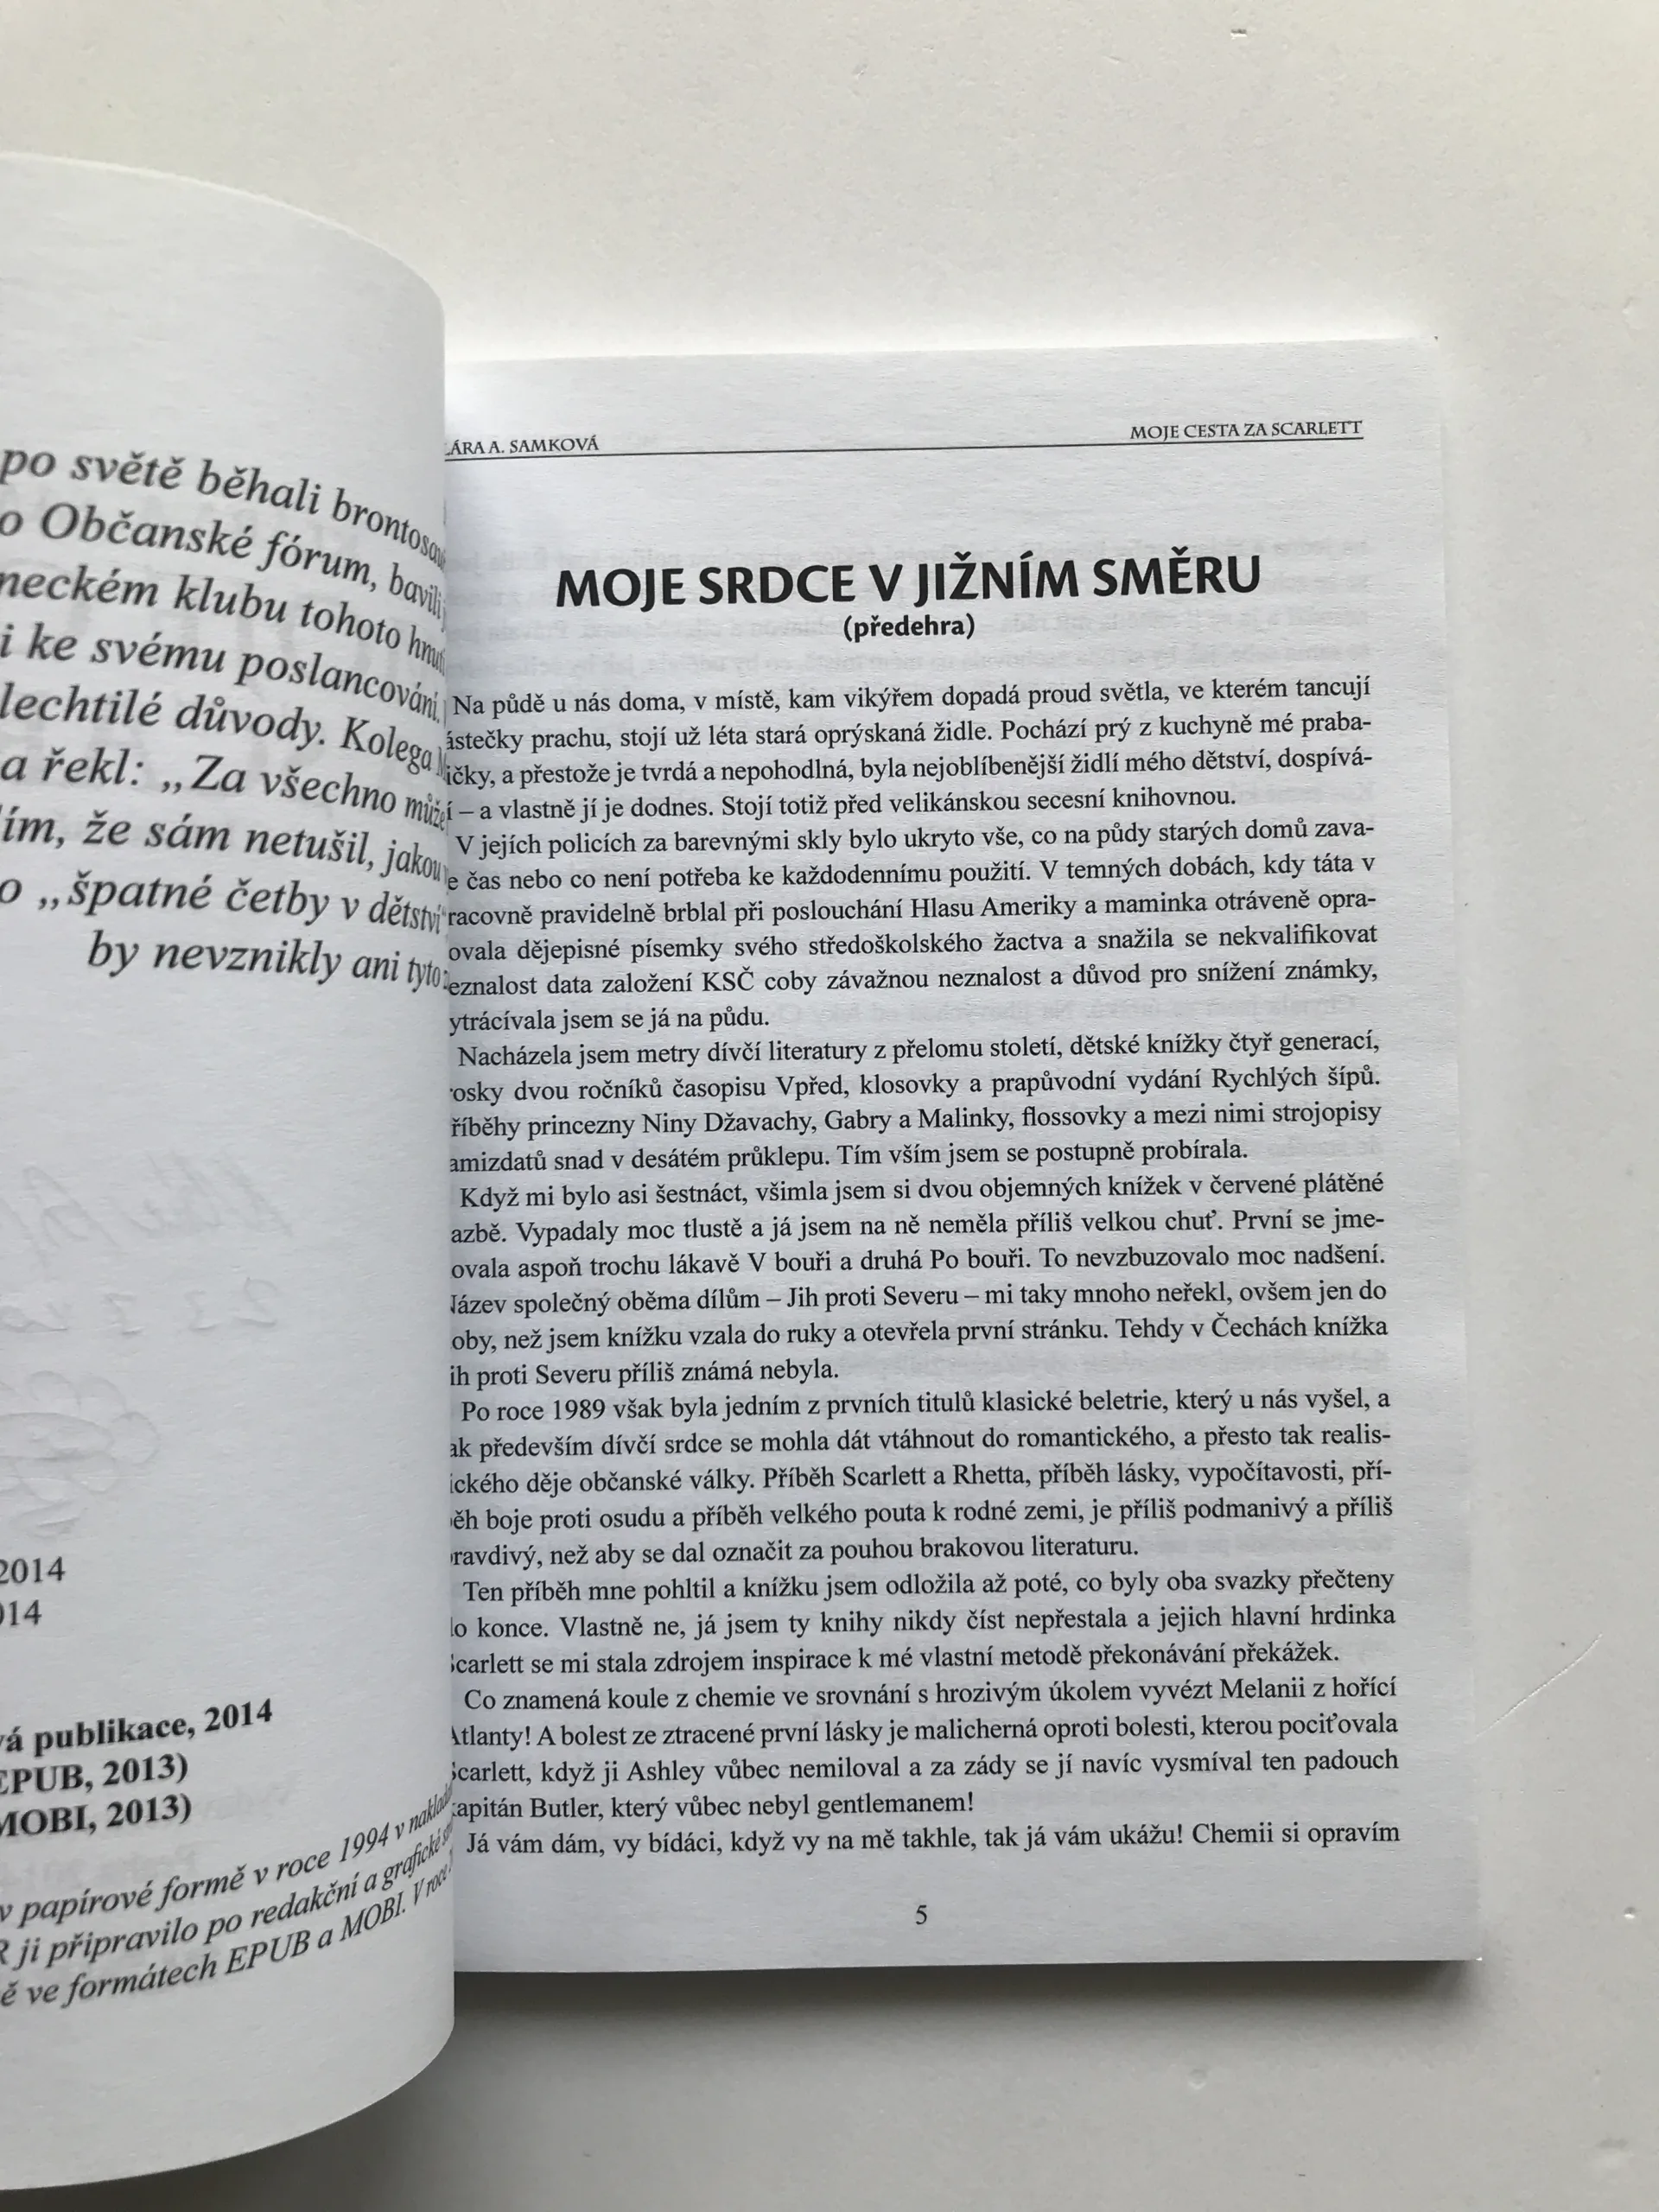 po světě běhali
o Občanské fórum,
klubu tohoto
i ke svému poslancování,
důvody. Kolega
a řekl: „Za všechno může
že sám netušil,
o „špatné četby v dětství“
by nevznikly ani tyto
2014
publikace, 2014
EPUB, 2013)
MOBI, 2013)
v papírové formě v roce 1994 v
ji připravilo po redakční a grafické
ve formátech EPUB a MOBI. V roce
A. SAMKOVÁ
MOJE CESTA ZA SCARLETT
MOJE SRDCE V JIŽNÍM SMĚRU
(předehra)
Na půdě u nás doma, v místě, kam vikýřem dopadá proud světla, ve kterém tancují
ástečky prachu, stojí už léta stará oprýskaná židle. Pochází prý z kuchyně mé praba-
ičky, a přestože je tvrdá a nepohodlná, byla nejoblíbenější židlí mého dětství, dospívá-
í – a vlastně jí je dodnes. Stojí totiž před velikánskou secesní knihovnou.
V jejích policích za barevnými skly bylo ukryto vše, co na půdy starých domů zava-
e čas nebo co není potřeba ke každodennímu použití. V temných dobách, kdy táta v
racovně pravidelně brblal při poslouchání Hlasu Ameriky a maminka otráveně opra-
ovala dějepisné písemky svého středoškolského žactva a snažila se nekvalifikovat
eznalost data založení KSČ coby závažnou neznalost a důvod pro snížení známky,
ytrácívala jsem se já na půdu.
Nacházela jsem metry dívčí literatury z přelomu století, dětské knížky čtyř generací,
osky dvou ročníků časopisu Vpřed, klosovky a prapůvodní vydání Rychlých šípů.
říběhy princezny Niny Džavachy, Gabry a Malinky, flossovky a mezi nimi strojopisy
amizdatů snad v desátém průklepu. Tím vším jsem se postupně probírala.
Když mi bylo asi šestnáct, všimla jsem si dvou objemných knížek v červené plátěné
azbě. Vypadaly moc tlustě a já jsem na ně neměla příliš velkou chuť. První se jme-
ovala aspoň trochu lákavě V bouři a druhá Po bouři. To nevzbuzovalo moc nadšení.
Název společný oběma dílům – Jih proti Severu – mi taky mnoho neřekl, ovšem jen do
oby, než jsem knížku vzala do ruky a otevřela první stránku. Tehdy v Čechách knížka
ih proti Severu příliš známá nebyla.
Po roce 1989 však byla jedním z prvních titulů klasické beletrie, který u nás vyšel, a
ak především dívčí srdce se mohla dát vtáhnout do romantického, a přesto tak realis-
ického děje občanské války. Příběh Scarlett a Rhetta, příběh lásky, vypočítavosti, pří-
ěh boje proti osudu a příběh velkého pouta k rodné zemi, je příliš podmanivý a příliš
ravdivý, než aby se dal označit za pouhou brakovou literaturu.
Ten příběh mne pohltil a knížku jsem odložila až poté, co byly oba svazky přečteny
do konce. Vlastně ne, já jsem ty knihy nikdy číst nepřestala a jejich hlavní hrdinka
Scarlett se mi stala zdrojem inspirace k mé vlastní metodě překonávání překážek.
Co znamená koule z chemie ve srovnání s hrozivým úkolem vyvézt Melanii z hořící
Atlanty! A bolest ze ztracené první lásky je malicherná oproti bolesti, kterou pociťovala
Scarlett, když ji Ashley vůbec nemiloval a za zády se jí navíc vysmíval ten padouch
kapitán Butler, který vůbec nebyl gentlemanem!
Já vám dám, vy bídáci, když vy na mě takhle, tak já vám ukážu! Chemii si opravím
5